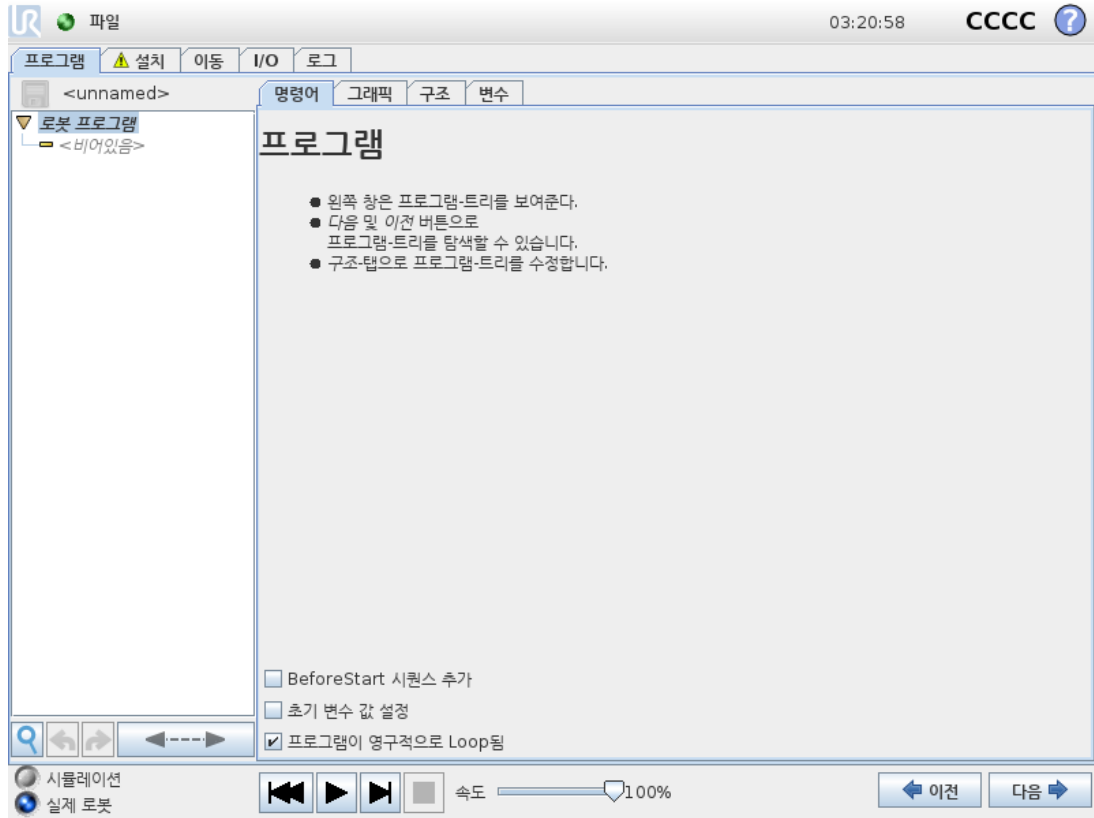 UR 파일 03:20:58 CCCC ?
프로그램 설치 이동 I/O 로그
<unnamed>
명령어 그래픽 구조 변수
로봇 프로그램
<비어있음>
프로그램
왼쪽 창은 프로그램-트리를 보여준다.
다음 및 이전 버튼으로
프로그램-트리를 탐색할 수 있습니다.
구조-탭으로 프로그램-트리를 수정합니다.
BeforeStart 시퀀스 추가
초기 변수 값 설정
프로그램이 영구적으로 Loop됨
시뮬레이션
실제 로봇
속도 100%
이전 다음